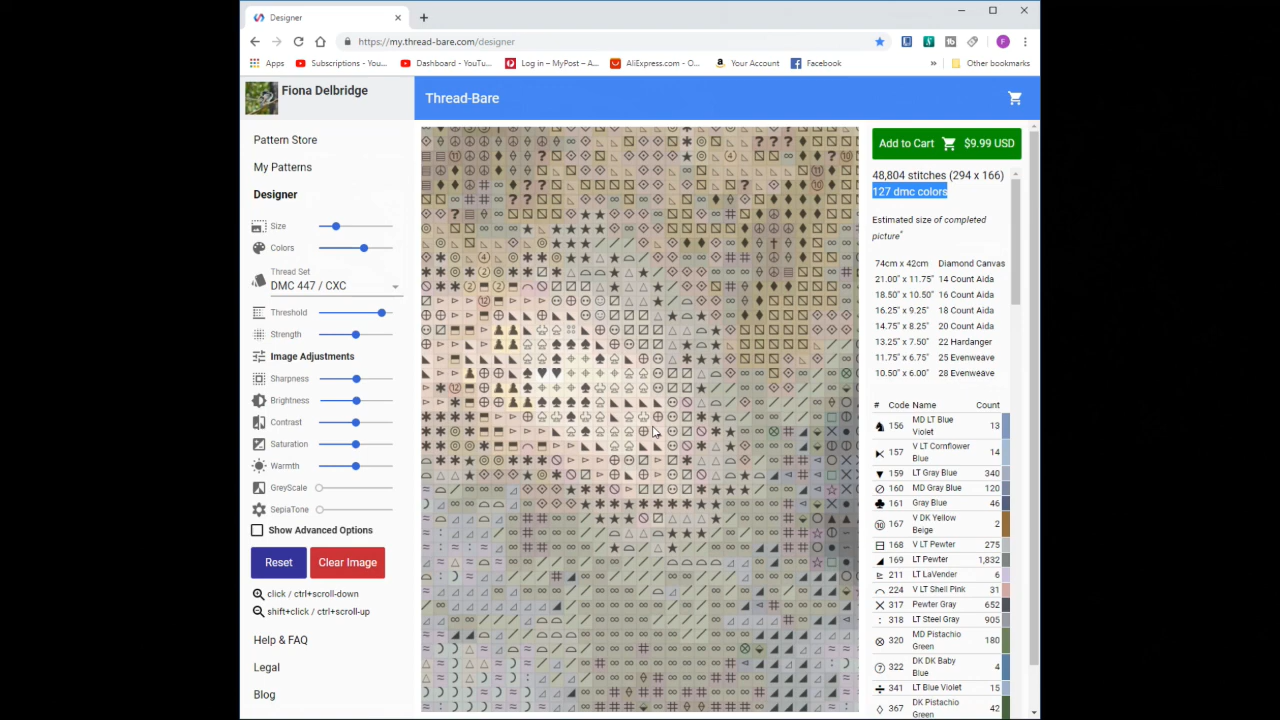 Designer
https://my.thread-bare.com/designer
F
Apps
Subscriptions - You...
Dashboard - YouTu...
Log in – MyPost – A...
AliExpress.com - O...
Your Account
Facebook
»
Other bookmarks
Fiona Delbridge
Thread-Bare
Pattern Store
My Patterns
Designer
Size
Colors
Thread Set
DMC 447 / CXC
Threshold
Strength
Image Adjustments
Sharpness
Brightness
Contrast
Saturation
Warmth
GreyScale
SepiaTone
Show Advanced Options
Reset
Clear Image
click / ctrl+scroll-down
shift+click / ctrl+scroll-up
Help & FAQ
Legal
Blog
Add to Cart $9.99 USD
48,804 stitches (294 x 166)
127 dmc colors
Estimated size of completed
picture*
74cm x 42cm Diamond Canvas
21.00" x 11.75" 14 Count Aida
18.50" x 10.50" 16 Count Aida
16.25" x 9.25" 18 Count Aida
14.75" x 8.25" 20 Count Aida
13.25" x 7.50" 22 Hardanger
11.75" x 6.75" 25 Evenweave
10.50" x 6.00" 28 Evenweave
# Code Name Count
156 MD LT Blue Violet 13
157 V LT Cornflower Blue 14
159 LT Gray Blue 340
160 MD Gray Blue 120
161 Gray Blue 46
10 167 V DK Yellow Beige 2
168 V LT Pewter 275
169 LT Pewter 1,832
211 LT LaVender 6
224 V LT Shell Pink 31
317 Pewter Gray 652
318 LT Steel Gray 905
320 MD Pistachio Green 180
322 DK DK Baby Blue 4
341 LT Blue Violet 15
367 DK Pistachio Green 42